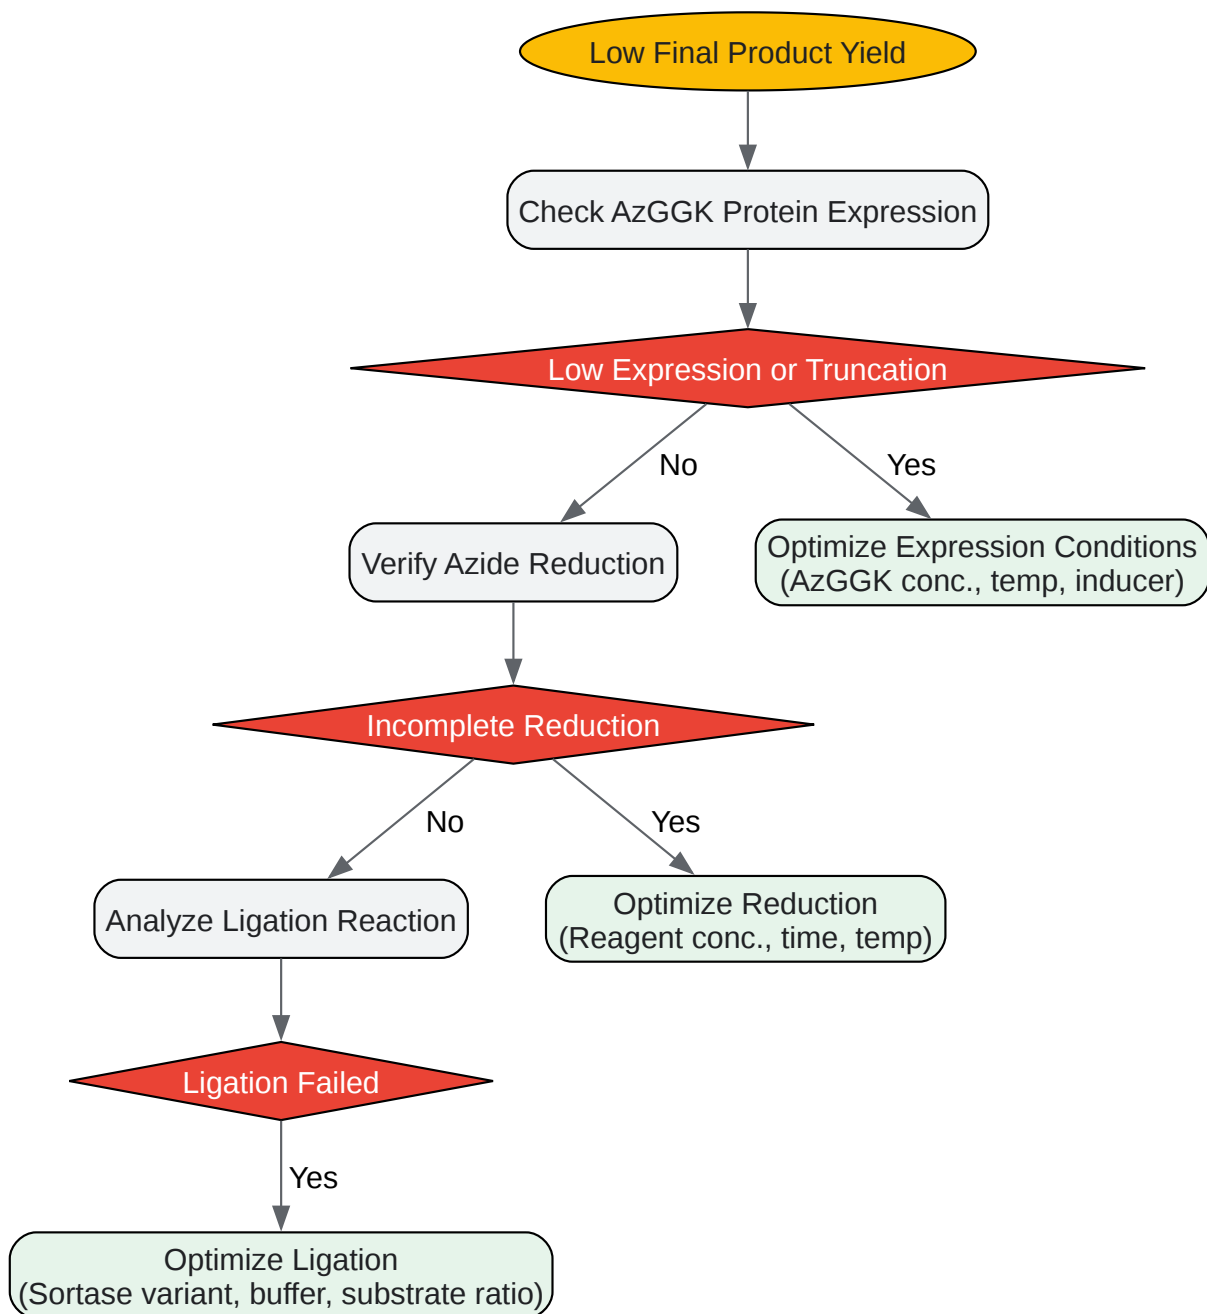 Low Final Product Yield
Check AzGGK Protein Expression
Low Expression or Truncation
No
Yes
Verify Azide Reduction
Optimize Expression Conditions
(AzGGK conc., temp, inducer)
Incomplete Reduction
No
Yes
Analyze Ligation Reaction
Optimize Reduction
(Reagent conc., time, temp)
Ligation Failed
Yes
Optimize Ligation
(Sortase variant, buffer, substrate ratio)